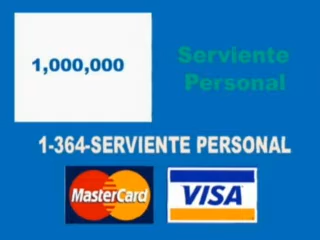 1,000,000
Serviente
Personal
1-364-SERVIENTE PERSONAL
MasterCard
VISA